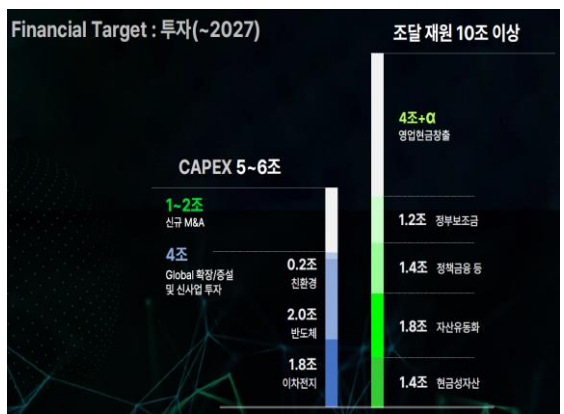 Financial Target : 투자(~2027)
조달 재원 10조 이상
4조+α
영업현금창출
CAPEX 5~6조
1~2조
신규 M&A
1.2조 정부보조금
4조
Global 확장/증설
및 신사업 투자
0.2조
친환경
1.4조 정책금융 등
2.0조
반도체
1.8조 자산유동화
1.8조
이차전지
1.4조 현금성자산